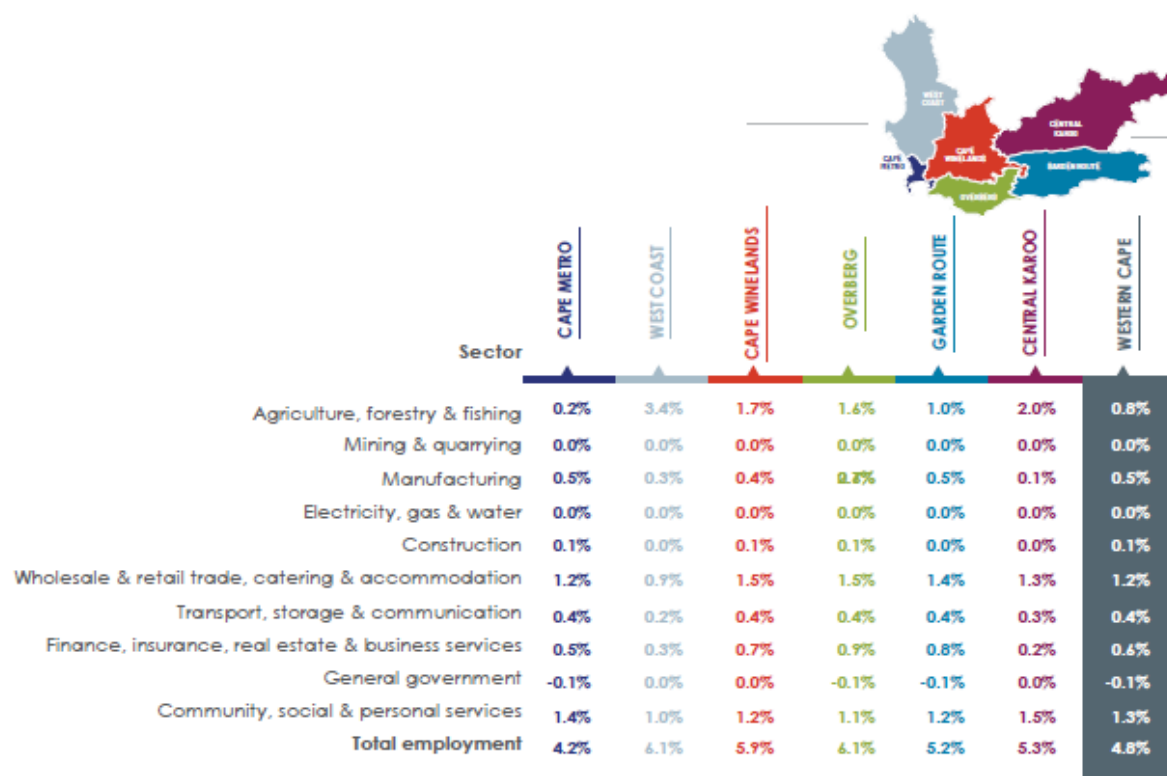 WEST
COAST
CENTRAL
KAROO
CAPE
METRO
CAPE
WINELANDS
GARDEN ROUTE
OVERBERG
Sector CAPE METRO WEST COAST CAPE WINELANDS OVERBERG GARDEN ROUTE CENTRAL KAROO WESTERN CAPE
Agriculture, forestry & fishing 0.2% 3.4% 1.7% 1.6% 1.0% 2.0% 0.8%
Mining & quarrying 0.0% 0.0% 0.0% 0.0% 0.0% 0.0% 0.0%
Manufacturing 0.5% 0.3% 0.4% 0.5% 0.1% 0.5%
Electricity, gas & water 0.0% 0.0% 0.0% 0.0% 0.0% 0.0% 0.0%
Construction 0.1% 0.0% 0.1% 0.1% 0.0% 0.0% 0.1%
Wholesale & retail trade, catering & accommodation 1.2% 0.9% 1.5% 1.5% 1.4% 1.3% 1.2%
Transport, storage & communication 0.4% 0.2% 0.4% 0.4% 0.4% 0.3% 0.4%
Finance, insurance, real estate & business services 0.5% 0.3% 0.7% 0.9% 0.8% 0.2% 0.6%
General government -0.1% 0.0% 0.0% -0.1% -0.1% 0.0% -0.1%
Community, social & personal services 1.4% 1.0% 1.2% 1.1% 1.2% 1.5% 1.3%
Total employment 4.2% 6.1% 5.9% 6.1% 5.2% 5.3% 4.8%